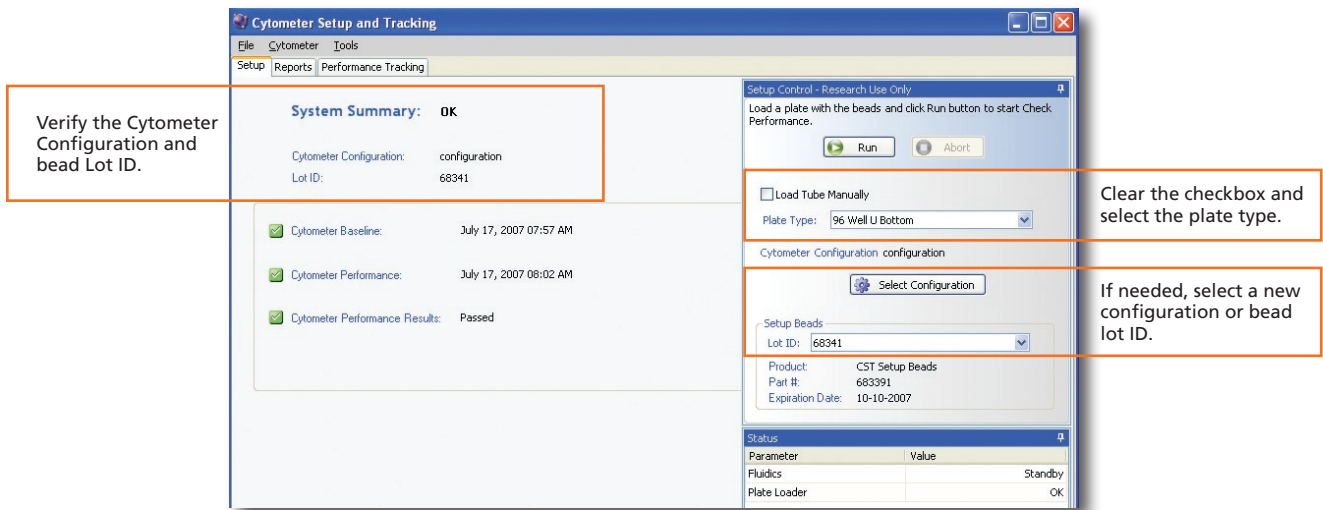 Cytometer Setup and Tracking
File Cytometer Tools
Setup Reports Performance Tracking
Verify the Cytometer
Configuration and
bead Lot ID.
System Summary: OK
Cytometer Configuration: configuration
Lot ID: 68341
Cytometer Baseline: July 17, 2007 07:57 AM
Cytometer Performance: July 17, 2007 08:02 AM
Cytometer Performance Results: Passed
Setup Control - Research Use Only
Load a plate with the beads and click Run button to start Check
Performance.
Run Abort
Load Tube Manually
Plate Type: 96 Well U Bottom
Clear the checkbox and
select the plate type.
Cytometer Configuration configuration
Select Configuration
Setup Beads
Lot ID: 68341
If needed, select a new
configuration or bead
lot ID.
Product: CST Setup Beads
Part #: 683391
Expiration Date: 10-10-2007
Status
Parameter Value
Fluidics Standby
Plate Loader OK